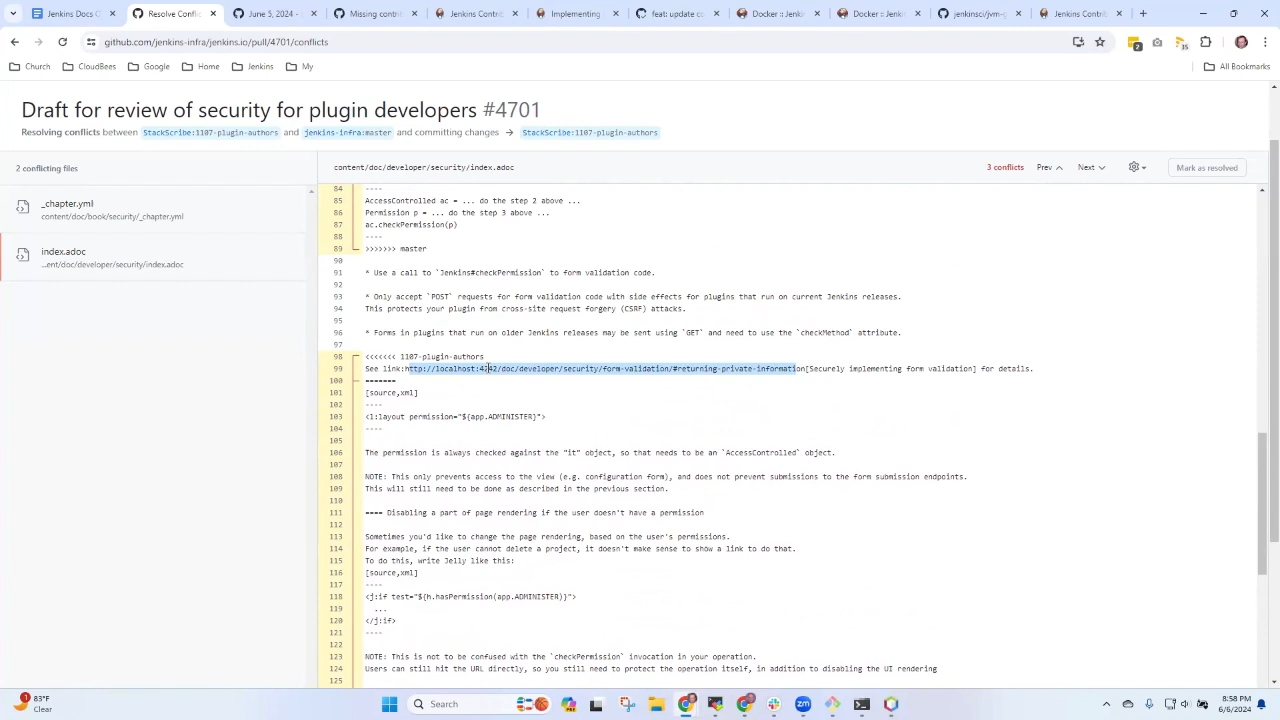 Jenkins Docs C
Resolve Conflic
June 5, 2024 -
Missing contrib
Jenkins Contri
Implementing
feat: update co
Docker :: Jenk
Docker :: Jenk
jenkinsci/jvm-g
Jenkins Contrib
github.com/jenkins-infra/jenkins.io/pull/4701/conflicts
Church
CloudBees
Google
Home
Jenkins
My
All Bookmarks
Draft for review of security for plugin developers #4701
Resolving conflicts between StackScribe:1107-plugin-authors and jenkins-infra:master and committing changes → StackScribe:1107-plugin-authors
2 conflicting files
content/doc/developer/security/index.adoc
3 conflicts Prev Next
Mark as resolved
_chapter.yml
content/doc/book/security/_chapter.yml
index.adoc
...ent/doc/developer/security/index.adoc
84 ----
85 AccessControlled ac = ... do the step 2 above ...
86 Permission p = ... do the step 3 above ...
87 ac.checkPermission(p)
88 ----
89 >>>>>>> master
90
91 * Use a call to `Jenkins#checkPermission` to form validation code.
92
93 * Only accept `POST` requests for form validation code with side effects for plugins that run on current Jenkins releases.
94 This protects your plugin from cross-site request forgery (CSRF) attacks.
95
96 * Forms in plugins that run on older Jenkins releases may be sent using `GET` and need to use the `checkMethod` attribute.
97
98 <<<<<<< 1107-plugin-authors
99 See link:http://localhost:4242/doc/developer/security/form-validation/#returning-private-information[Securely implementing form validation] for details.
100 =======
101 [source,xml]
102 ----
103 <l:layout permission="${app.ADMINISTER}">
104 ----
105
106 The permission is always checked against the "it" object, so that needs to be an `AccessControlled` object.
107
108 NOTE: This only prevents access to the view (e.g. configuration form), and does not prevent submissions to the form submission endpoints.
109 This will still need to be done as described in the previous section.
110
111 ==== Disabling a part of page rendering if the user doesn't have a permission
112
113 Sometimes you'd like to change the page rendering, based on the user's permissions.
114 For example, if the user cannot delete a project, it doesn't make sense to show a link to do that.
115 To do this, write Jelly like this:
116 [source,xml]
117 ----
118 <j:if test="${h.hasPermission(app.ADMINISTER)}">
119 ...
120 </j:if>
121 ----
122
123 NOTE: This is not to be confused with the `checkPermission` invocation in your operation.
124 Users can still hit the URL directly, so you still need to protect the operation itself, in addition to disabling the UI rendering
125
83°F
Clear
Search
8:58 PM
6/6/2024